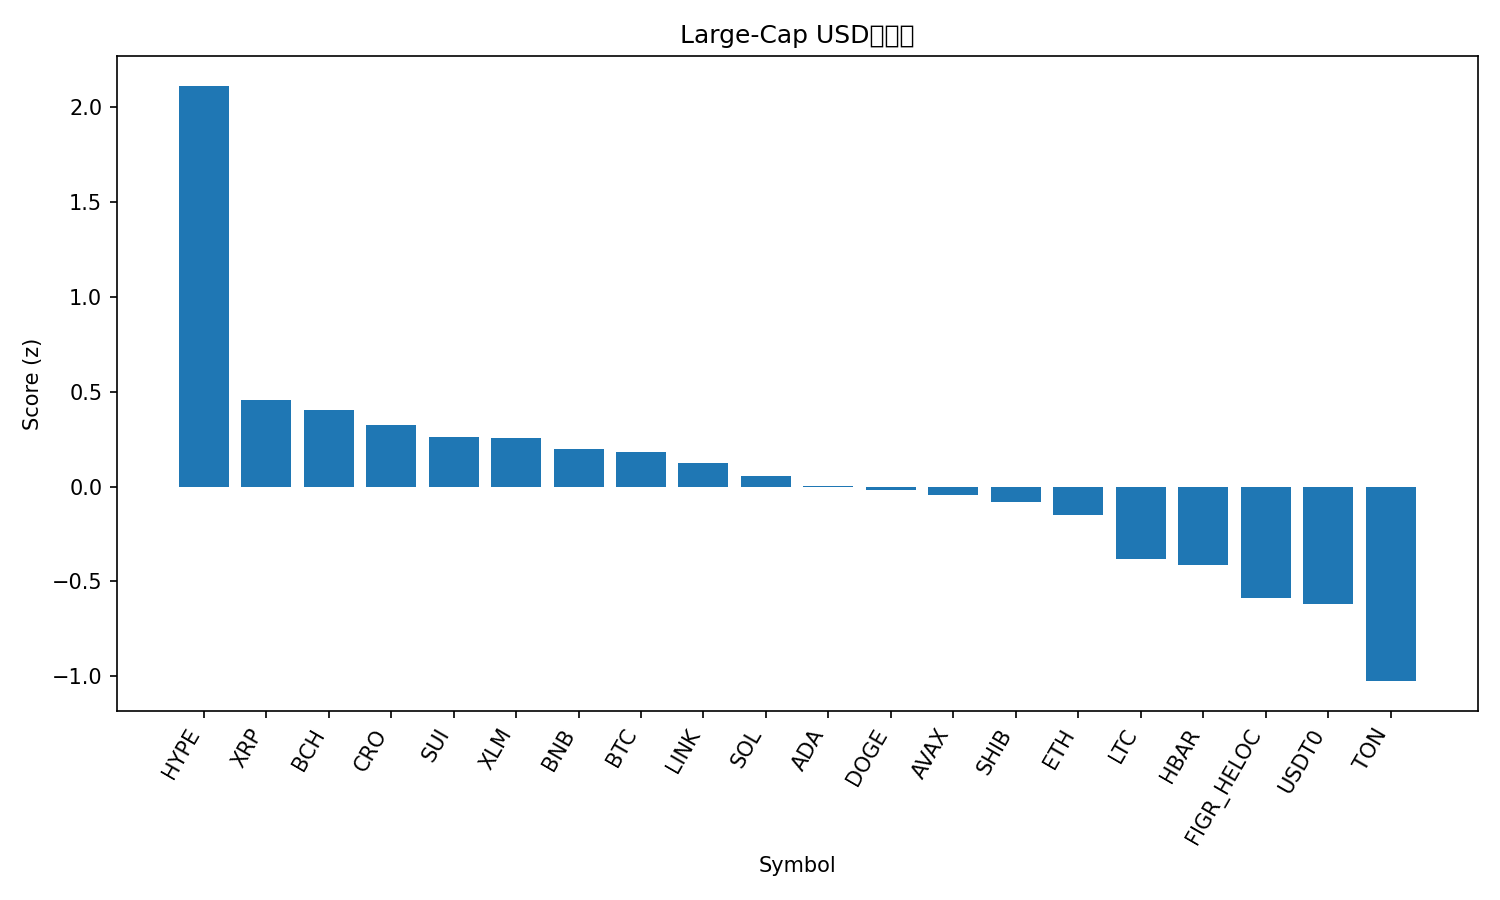 Large-Cap USD
Score (z)
2.0
1.5
1.0
0.5
0.0
−0.5
−1.0
HYPE
XRP
BCH
CRO
SUI
XLM
BNB
BTC
LINK
SOL
ADA
DOGE
AVAX
SHIB
ETH
LTC
HBAR
FIGR_HELOC
USDT0
TON
Symbol